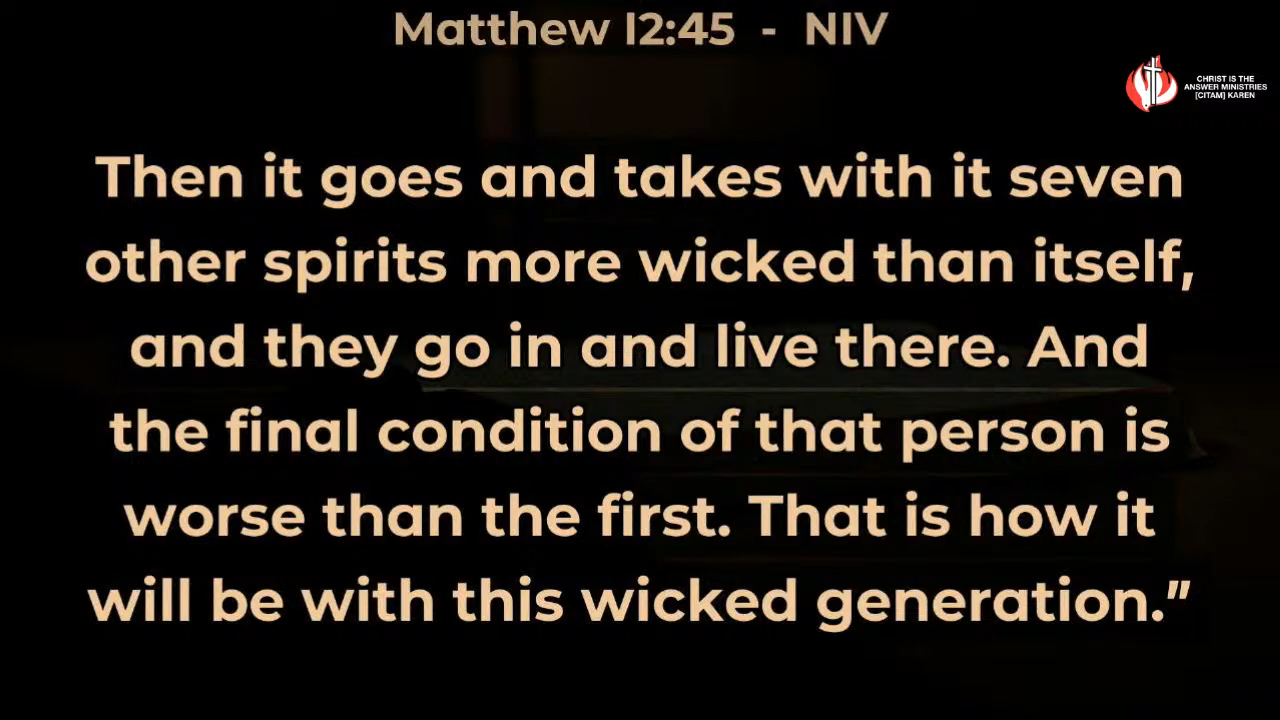 Matthew 12:45 - NIV
CHRIST IS THE
ANSWER MINISTRIES
[CITAM] KAREN
Then it goes and takes with it seven
other spirits more wicked than itself,
and they go in and live there. And
the final condition of that person is
worse than the first. That is how it
will be with this wicked generation.”